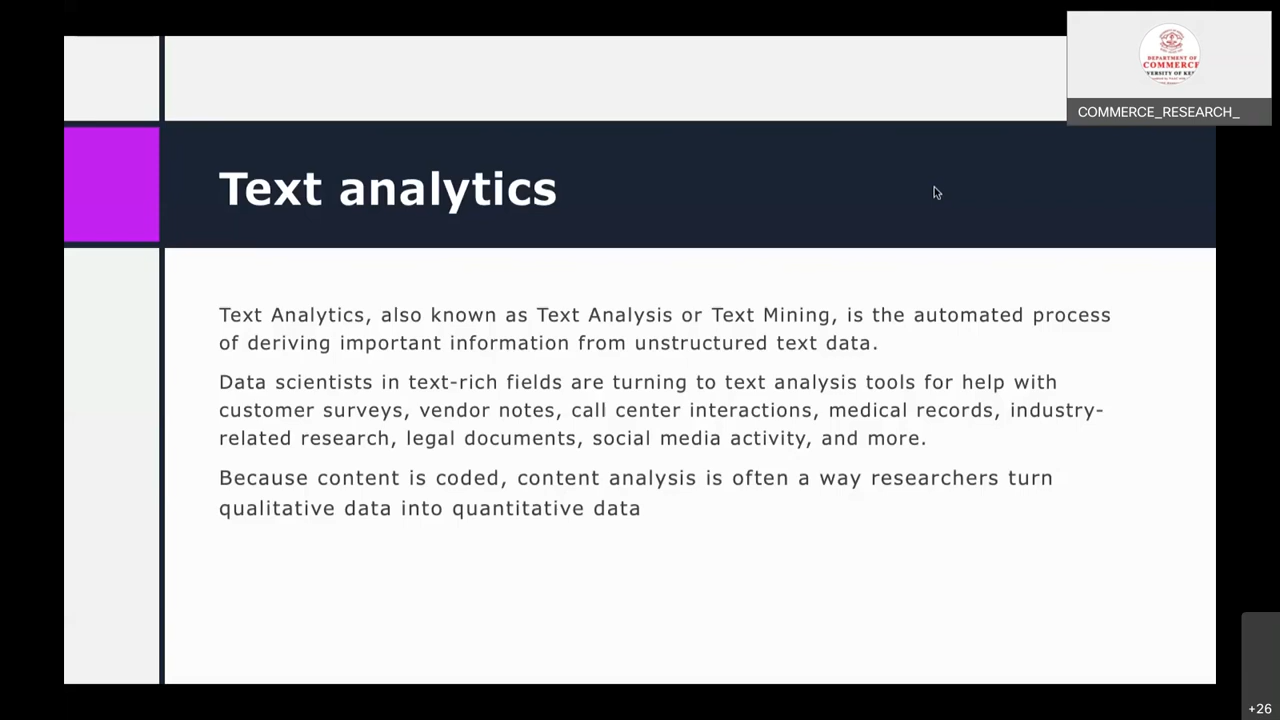 DEPARTMENT OF
COMMERCE
COMMERCE_RESEARCH_
Text analytics
Text Analytics, also known as Text Analysis or Text Mining, is the automated process
of deriving important information from unstructured text data.
Data scientists in text-rich fields are turning to text analysis tools for help with
customer surveys, vendor notes, call center interactions, medical records, industry-
related research, legal documents, social media activity, and more.
Because content is coded, content analysis is often a way researchers turn
qualitative data into quantitative data
+26